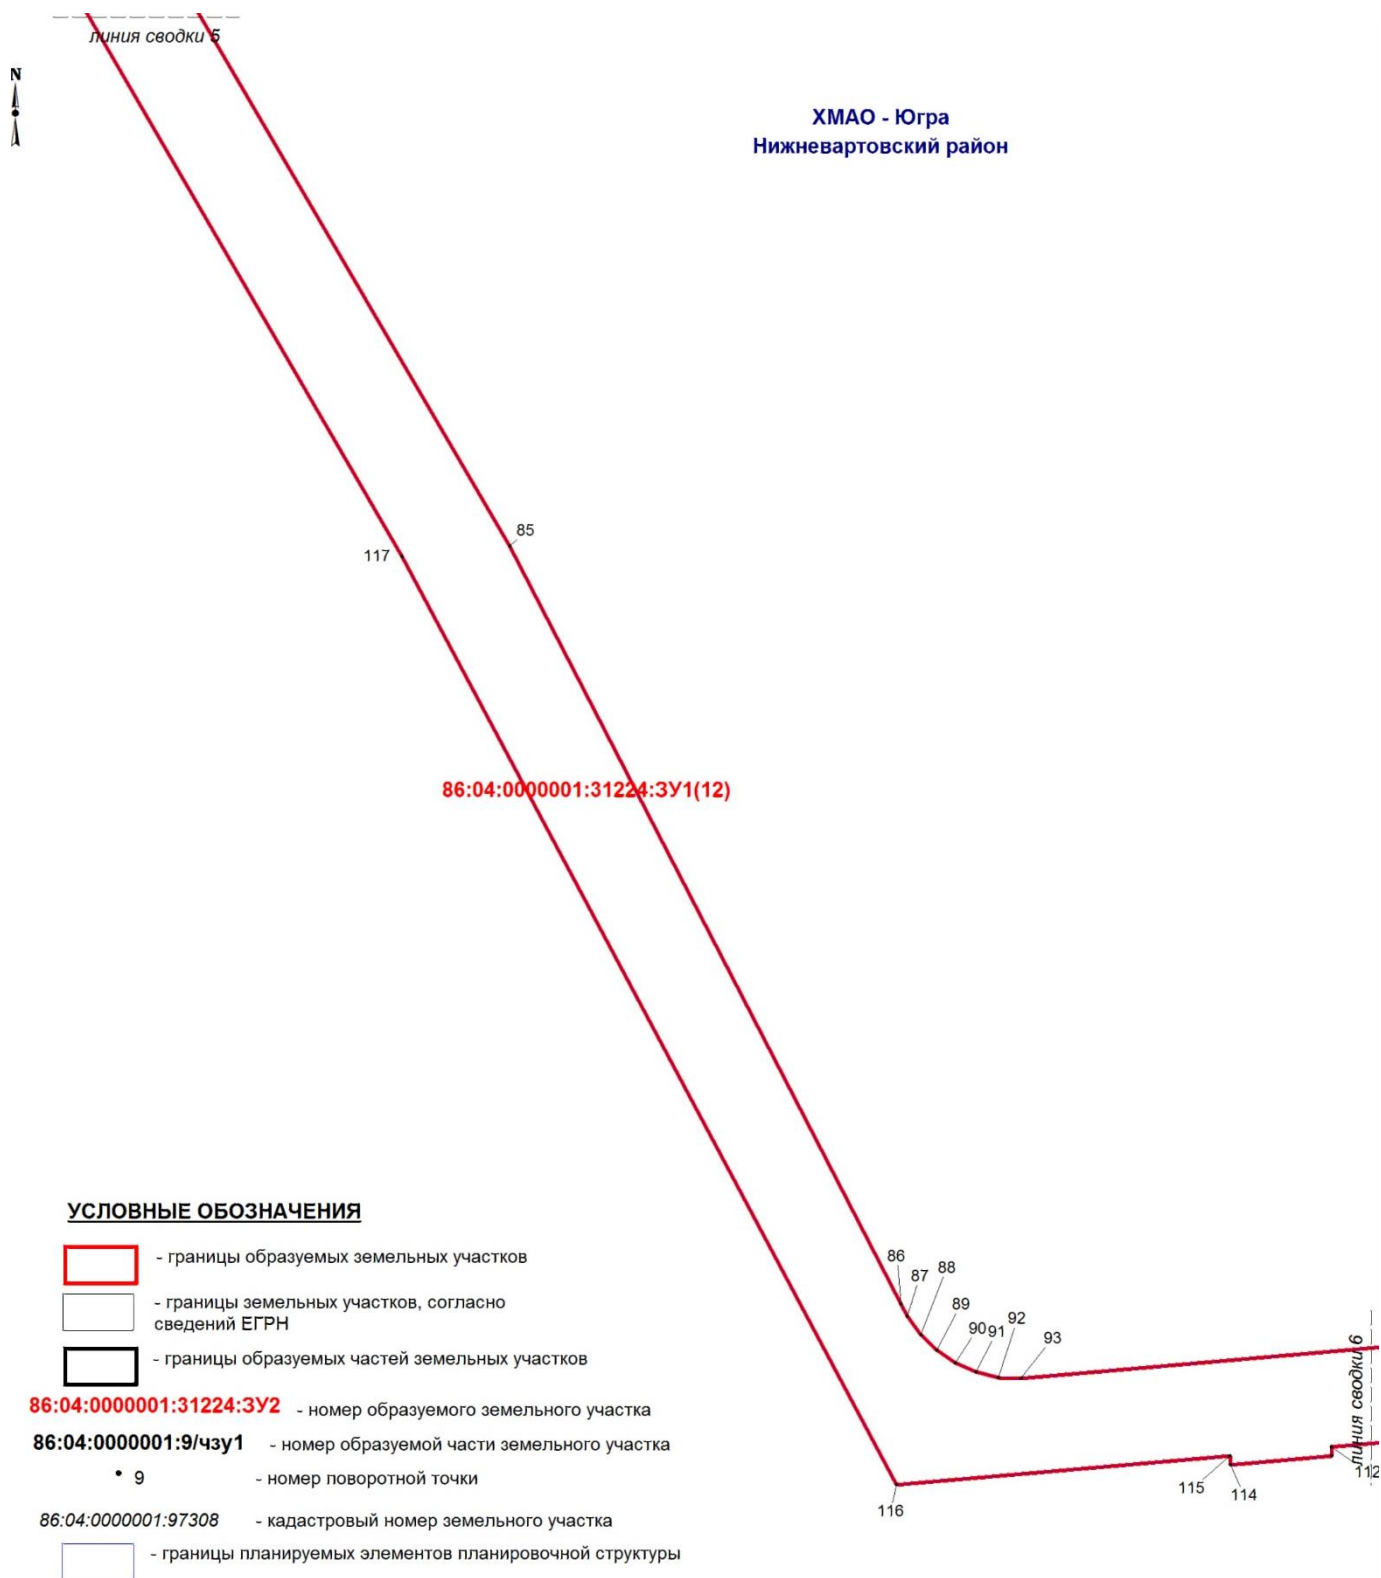 линия сводки 5
N
ХМАО - Югра
Нижневартовский район
85
117
86:04:0000001:31224:ЗУ1(12)
86
87
88
89
90
91
92
93
линия сводки 6
112
115
114
116
УСЛОВНЫЕ ОБОЗНАЧЕНИЯ
- границы образуемых земельных участков
- границы земельных участков, согласно
сведений ЕГРН
- границы образуемых частей земельных участков
86:04:0000001:31224:ЗУ2 - номер образуемого земельного участка
86:04:0000001:9/чзу1 - номер образуемой части земельного участка
• 9 - номер поворотной точки
86:04:0000001:97308 - кадастровый номер земельного участка
- границы планируемых элементов планировочной структуры